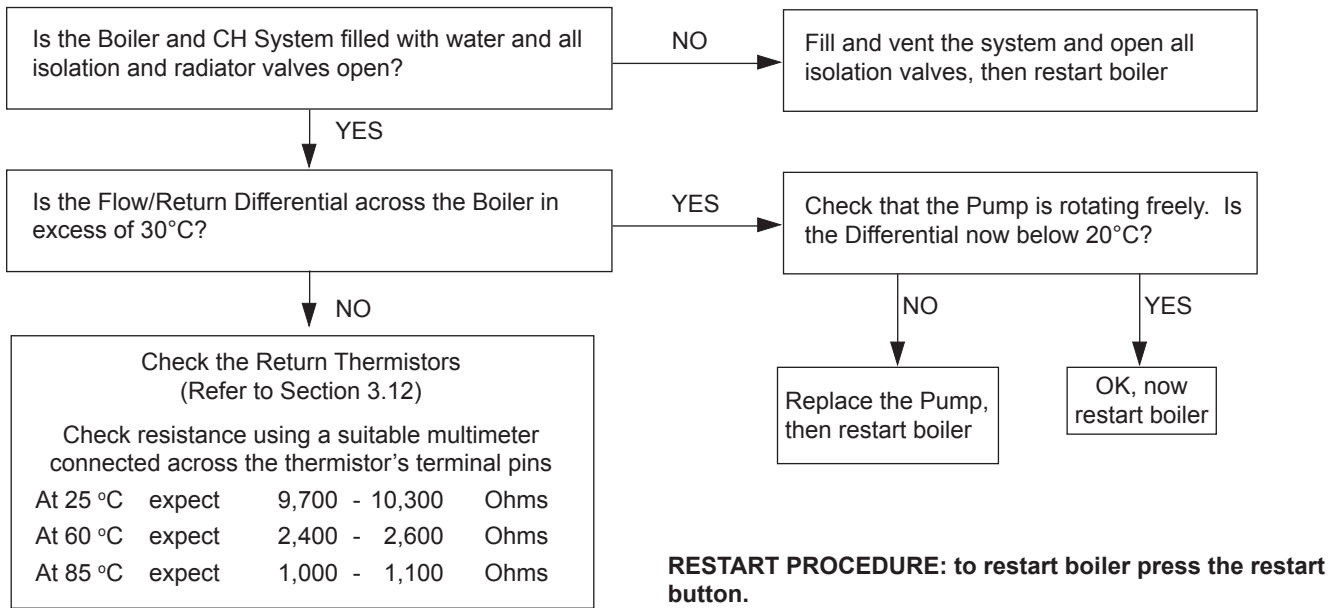 Is the Boiler and CH System filled with water and all
isolation and radiator valves open?
NO
Fill and vent the system and open all
isolation valves, then restart boiler
YES
Is the Flow/Return Differential across the Boiler in
excess of 30°C?
YES
Check that the Pump is rotating freely.  Is
the Differential now below 20°C?
NO
NO
YES
Check the Return Thermistors
(Refer to Section 3.12)
Check resistance using a suitable multimeter
connected across the thermistor's terminal pins
At 25 °C expect 9,700 - 10,300 Ohms
At 60 °C expect 2,400 - 2,600 Ohms
At 85 °C expect 1,000 - 1,100 Ohms
Replace the Pump,
then restart boiler
OK, now
restart boiler
RESTART PROCEDURE: to restart boiler press the restart
button.